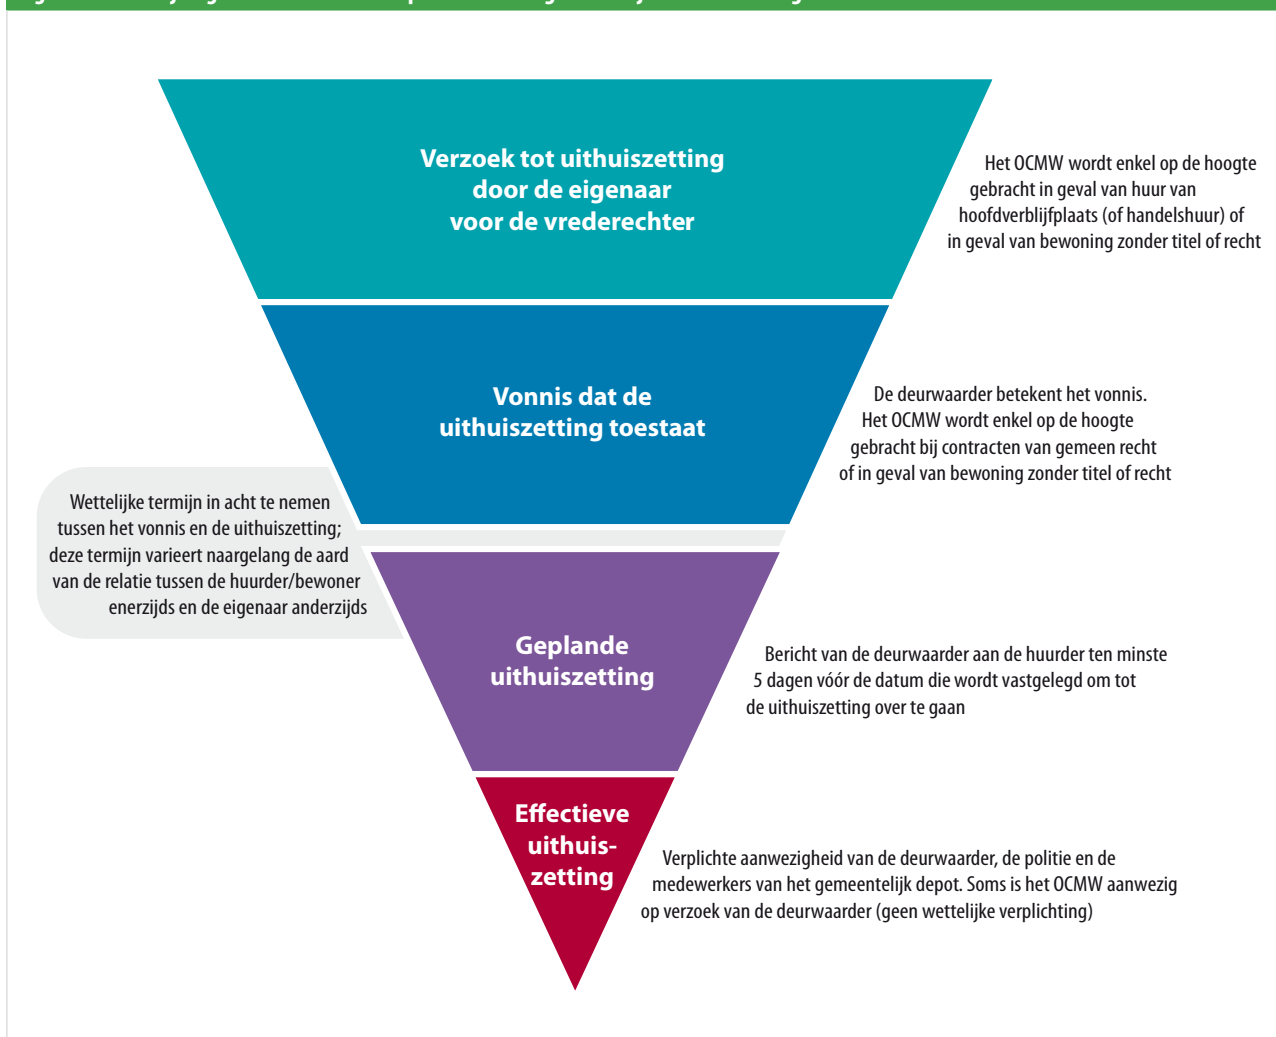 Verzoek tot uithuiszetting
door de eigenaar
voor de vrederechter
Het OCMW wordt enkel op de hoogte
gebracht in geval van huur van
hoofdverblijfplaats (of handelshuur) of
in geval van bewoning zonder titel of recht
Vonnis dat de
uithuiszetting toestaat
De deurwaarder betekent het vonnis.
Het OCMW wordt enkel op de hoogte
gebracht bij contracten van gemeen recht
of in geval van bewoning zonder titel of recht
Wettelijke termijn in acht te nemen
tussen het vonnis en de uithuiszetting;
deze termijn varieert naargelang de aard
van de relatie tussen de huurder/bewoner
enerzijds en de eigenaar anderzijds
Geplande
uithuiszetting
Bericht van de deurwaarder aan de huurder ten minste
5 dagen vóór de datum die wordt vastgelegd om tot
de uithuiszetting over te gaan
Effectieve
uithuis-
zetting
Verplichte aanwezigheid van de deurwaarder, de politie en de
medewerkers van het gemeentelijk depot. Soms is het OCMW aanwezig
op verzoek van de deurwaarder (geen wettelijke verplichting)